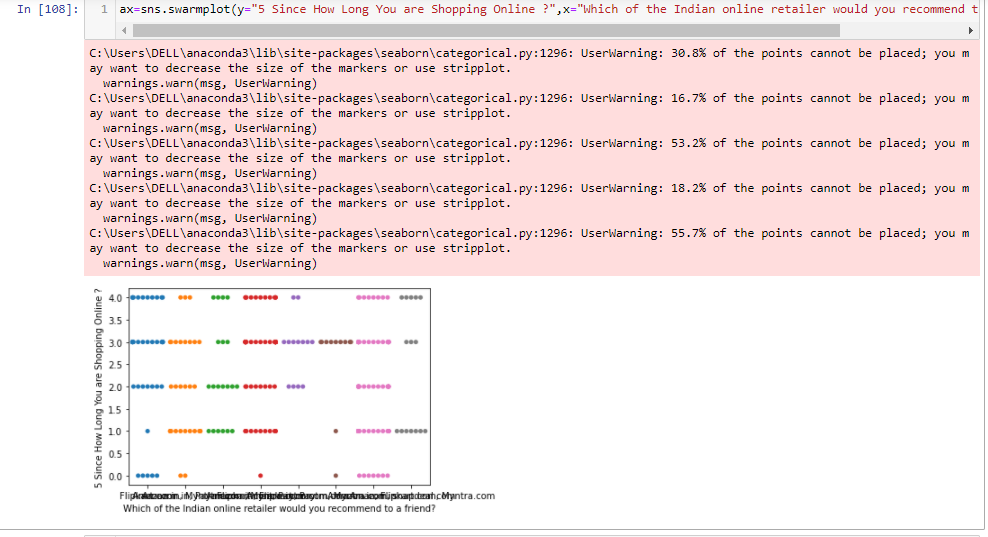 In [108]: 1 ax=sns.swarmplot(y="5 Since How Long You are Shopping Online ?",x="Which of the Indian online retailer would you recommend t
C:\Users\DELL\anaconda3\lib\site-packages\seaborn\categorical.py:1296: UserWarning: 30.8% of the points cannot be placed; you m
ay want to decrease the size of the markers or use stripplot.
warnings.warn(msg, UserWarning)
C:\Users\DELL\anaconda3\lib\site-packages\seaborn\categorical.py:1296: UserWarning: 16.7% of the points cannot be placed; you m
ay want to decrease the size of the markers or use stripplot.
warnings.warn(msg, UserWarning)
C:\Users\DELL\anaconda3\lib\site-packages\seaborn\categorical.py:1296: UserWarning: 53.2% of the points cannot be placed; you m
ay want to decrease the size of the markers or use stripplot.
warnings.warn(msg, UserWarning)
C:\Users\DELL\anaconda3\lib\site-packages\seaborn\categorical.py:1296: UserWarning: 18.2% of the points cannot be placed; you m
ay want to decrease the size of the markers or use stripplot.
warnings.warn(msg, UserWarning)
C:\Users\DELL\anaconda3\lib\site-packages\seaborn\categorical.py:1296: UserWarning: 55.7% of the points cannot be placed; you m
ay want to decrease the size of the markers or use stripplot.
warnings.warn(msg, UserWarning)
5 Since How Long You are Shopping Online ?
4.0
3.5
3.0
2.5
2.0
1.5
1.0
0.5
0.0
Which of the Indian online retailer would you recommend to a friend?